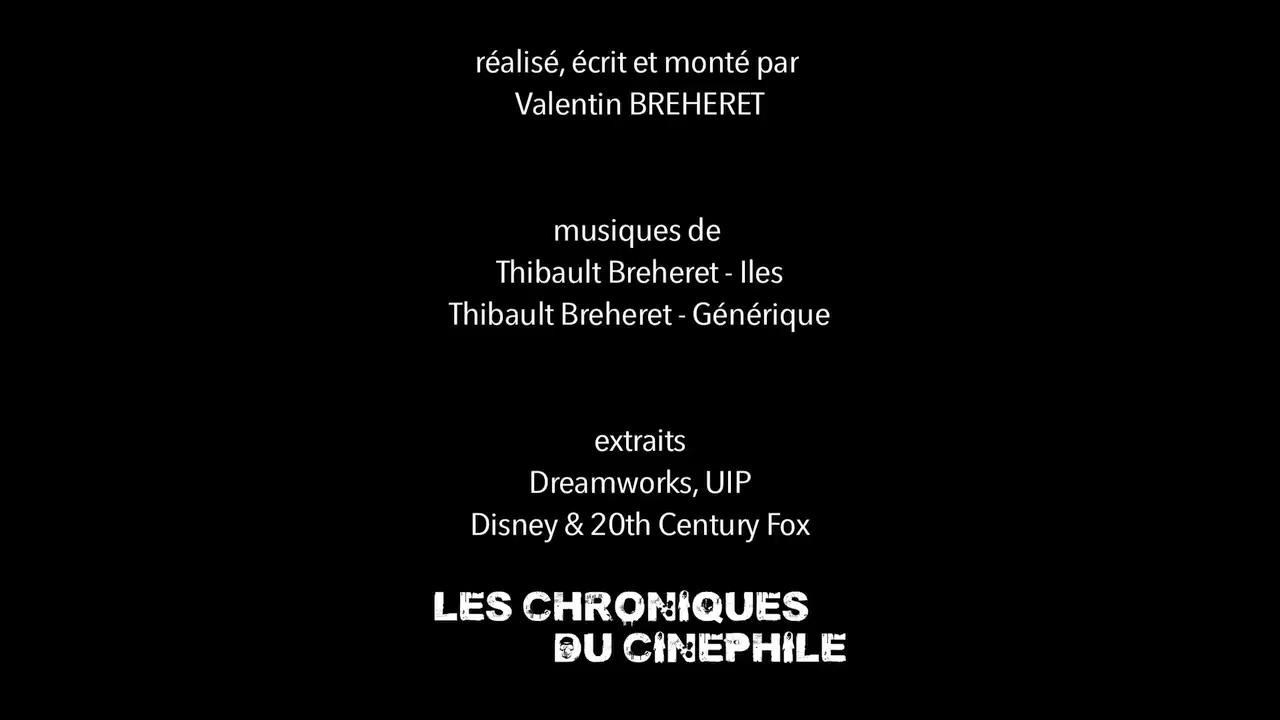 réalisé, écrit et monté par
Valentin BREHERET
musiques de
Thibault Breheret - Iles
Thibault Breheret - Générique
extraits
Dreamworks, UIP
Disney & 20th Century Fox
LES CHRONIQUES
DU CINEPHILE